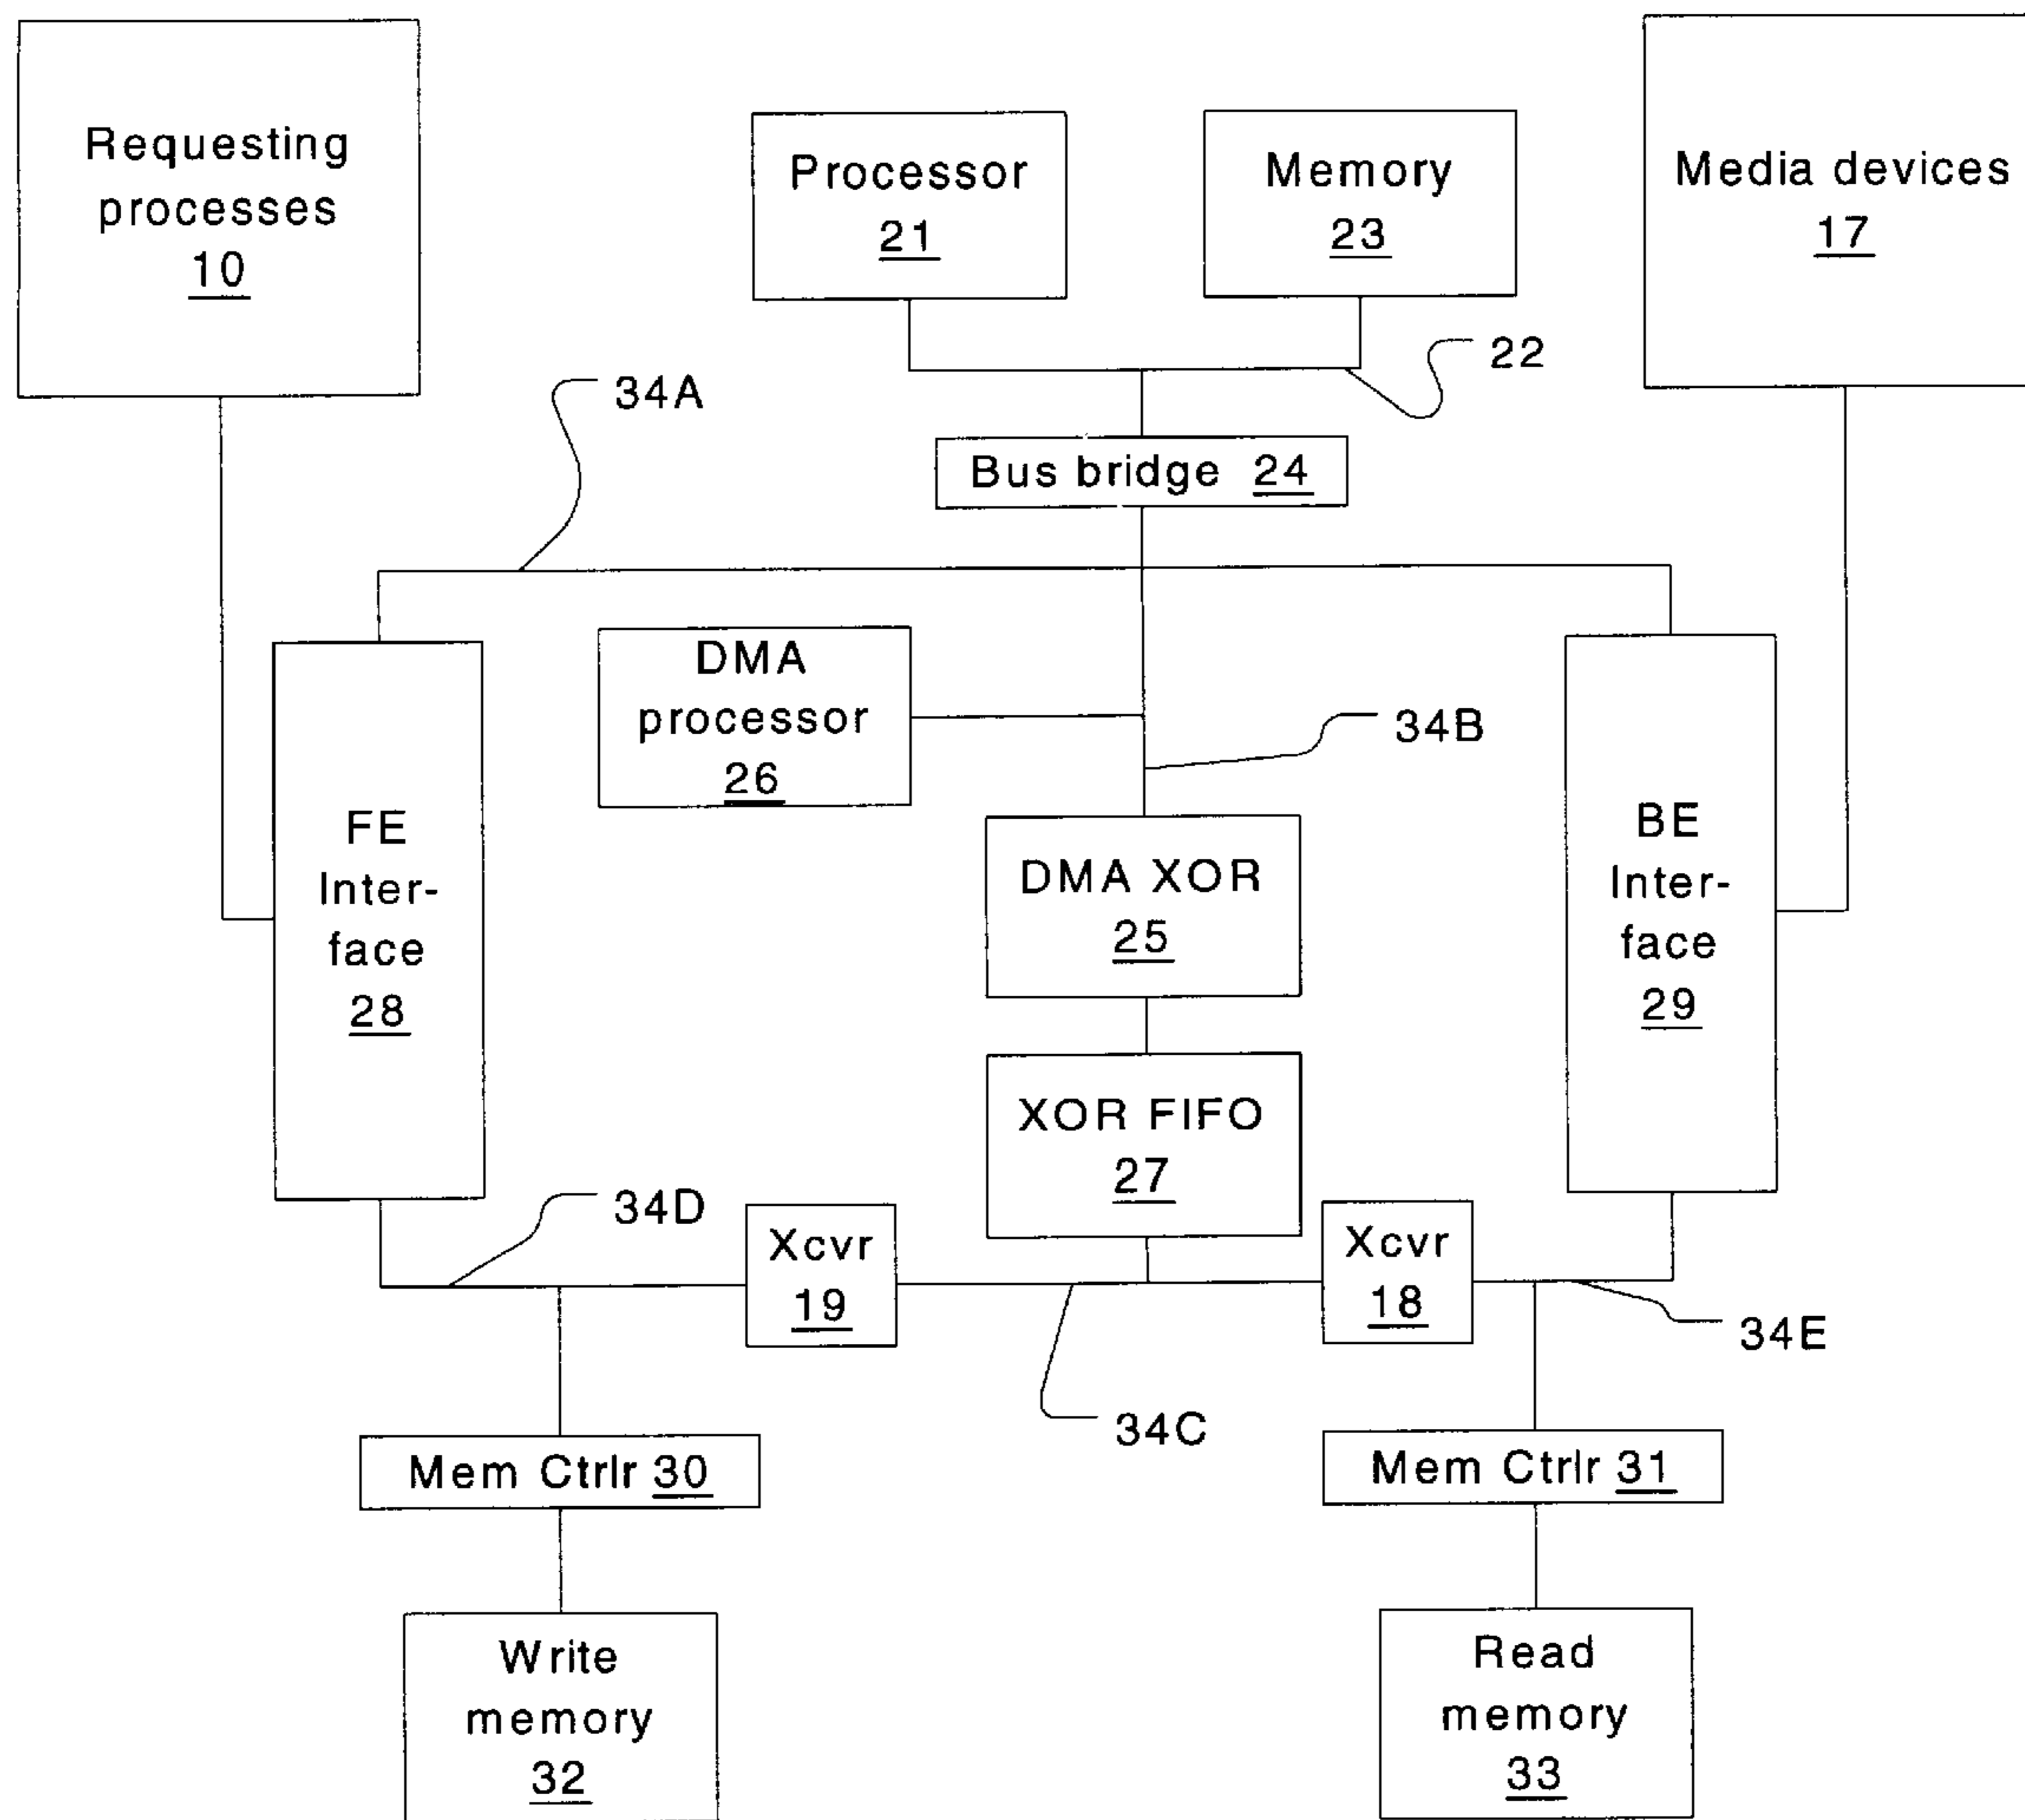 Requesting
processes
10
Processor
21
Memory
23
Media devices
17
22
34A
Bus bridge 24
DMA
processor
26
34B
FE
Inter-
face
28
DMA XOR
25
BE
Inter-
face
29
XOR FIFO
27
34D
Xcvr
19
Xcvr
18
34E
34C
Mem Ctrlr 30
Mem Ctrlr 31
Write
memory
32
Read
memory
33